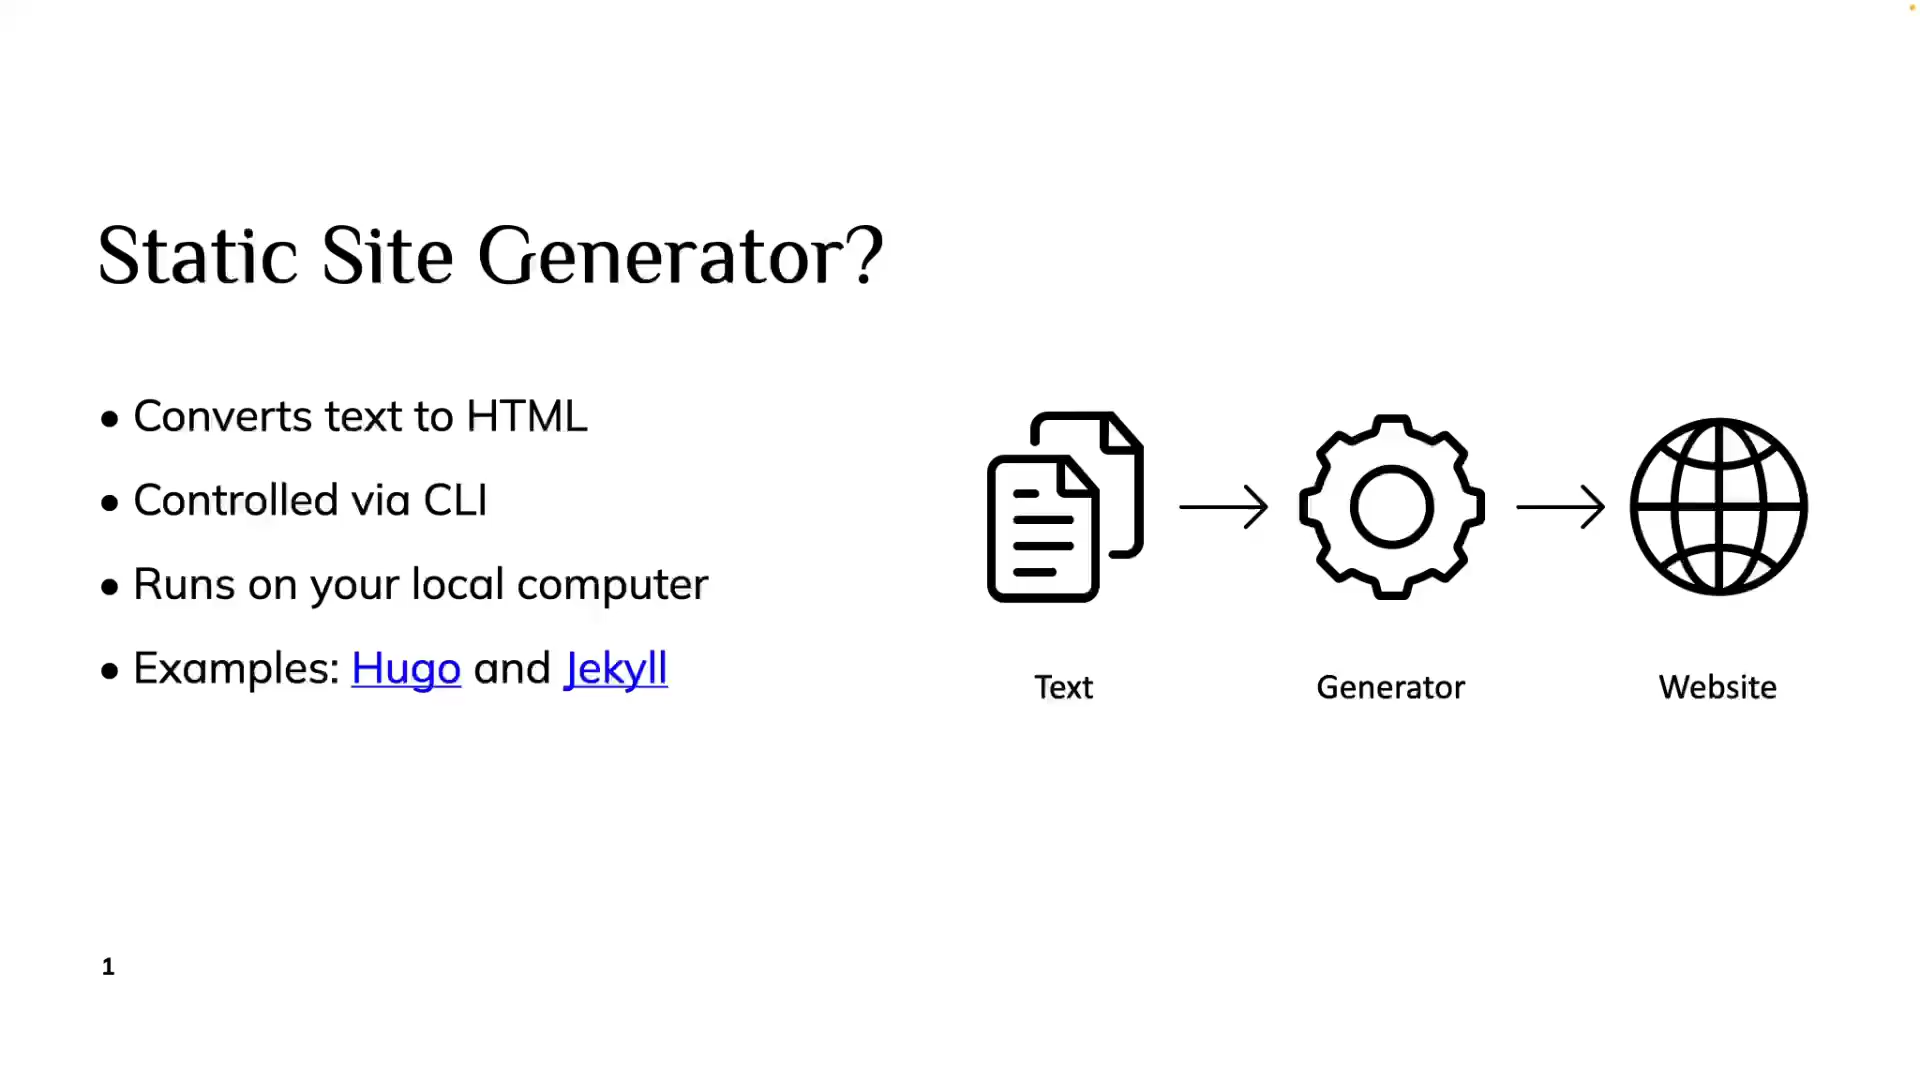 Static Site Generator?
• Converts text to HTML
• Controlled via CLI
• Runs on your local computer
• Examples: Hugo and Jekyll
Text
Generator
Website
1